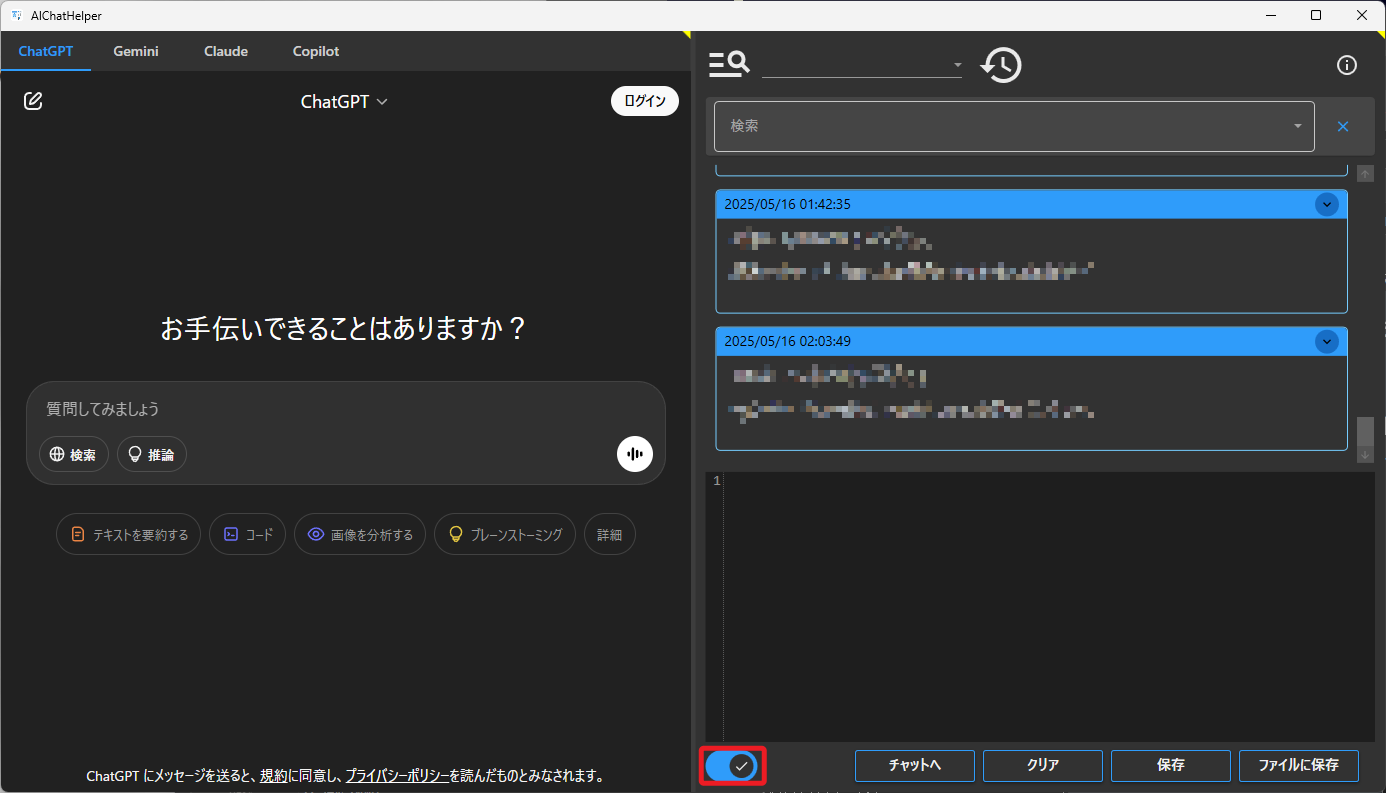 AIChatHelper
ChatGPT Gemini Claude Copilot
ChatGPT
ログイン
お手伝いできることはありますか？
質問してみましょう
検索 推論
テキストを要約する コード 画像を分析する ブレーンストーミング 詳細
ChatGPT にメッセージを送ると、規約に同意し、プライバシーポリシーを読んだものとみなされます。
検索
2025/05/16 01:42:35
2025/05/16 02:03:49
1
チャットへ クリア 保存 ファイルに保存